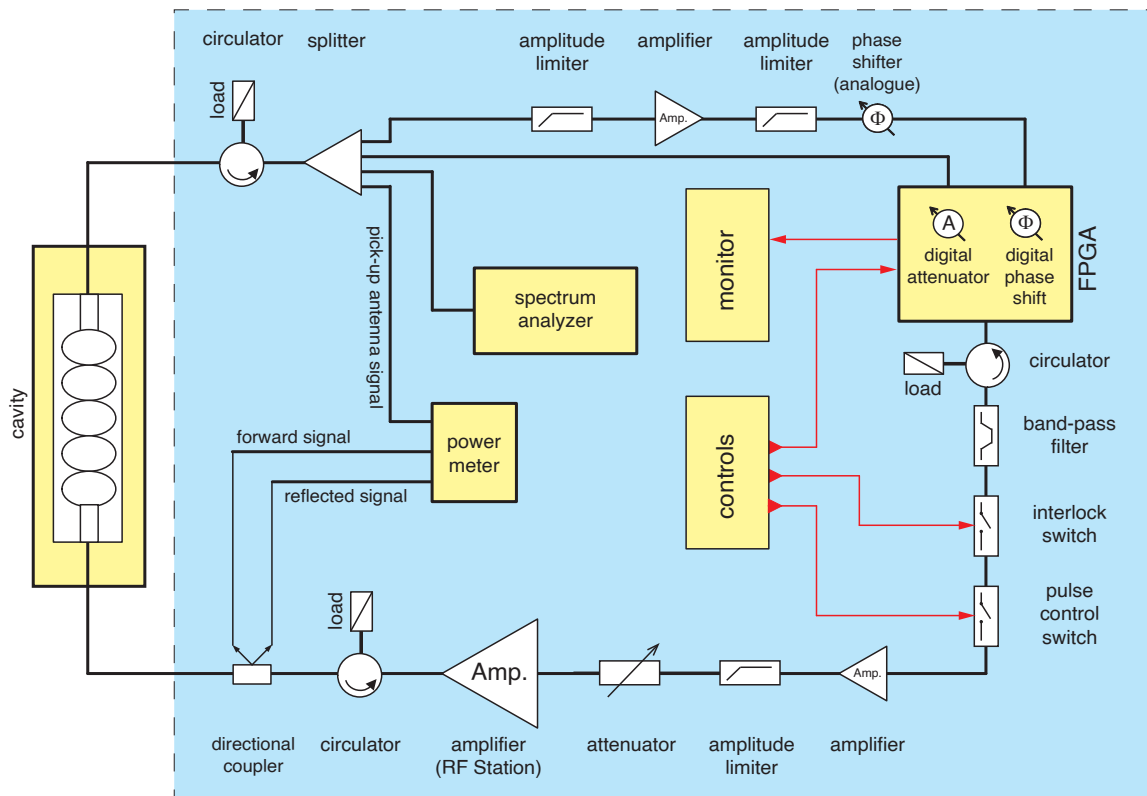 circulator
splitter
amplitude
limiter
amplifier
amplitude
limiter
phase
shifter
(analogue)
load
Amp.
Φ
A
Φ
digital
attenuator
digital
phase
shift
FPGA
pick-up antenna signal
monitor
spectrum
analyzer
circulator
load
cavity
band-pass
filter
forward signal
power
meter
reflected signal
controls
interlock
switch
pulse
control
switch
load
Amp.
Amp.
directional
coupler
circulator
amplifier
(RF Station)
attenuator
amplitude
limiter
amplifier